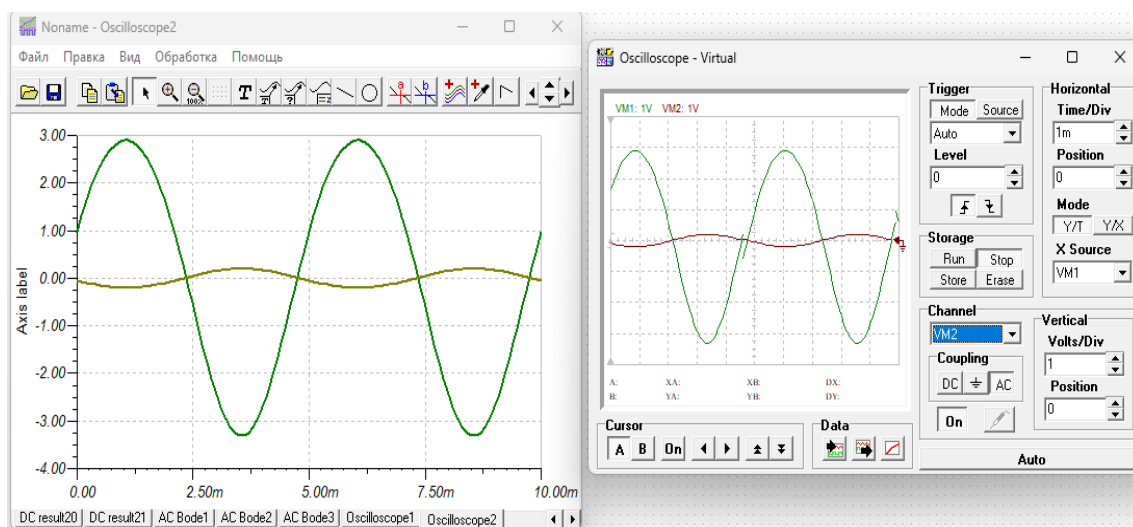 Noname - Oscilloscope2
Файл Правка Вид Обработка Помощь
100%
T
a
b
3.00
2.00
1.00
0.00
-1.00
-2.00
-3.00
-4.00
Axis label
0.00 2.50m 5.00m 7.50m 10.00m
DC result20 DC result21 AC Bode1 AC Bode2 AC Bode3 Oscilloscope1 Oscilloscope2
Oscilloscope - Virtual
VM1: 1V VM2: 1V
A: XA: XB: DX:
B: YA: YB: DY:
Cursor
A B On
Data
Trigger
Mode Source
Auto
Level
0
Storage
Run Stop
Store Erase
Channel
VM2
Coupling
DC AC
On
Horizontal
Time/Div
1m
Position
0
Mode
Y/T Y/X
X Source
VM1
Vertical
Volts/Div
1
Position
0
Auto